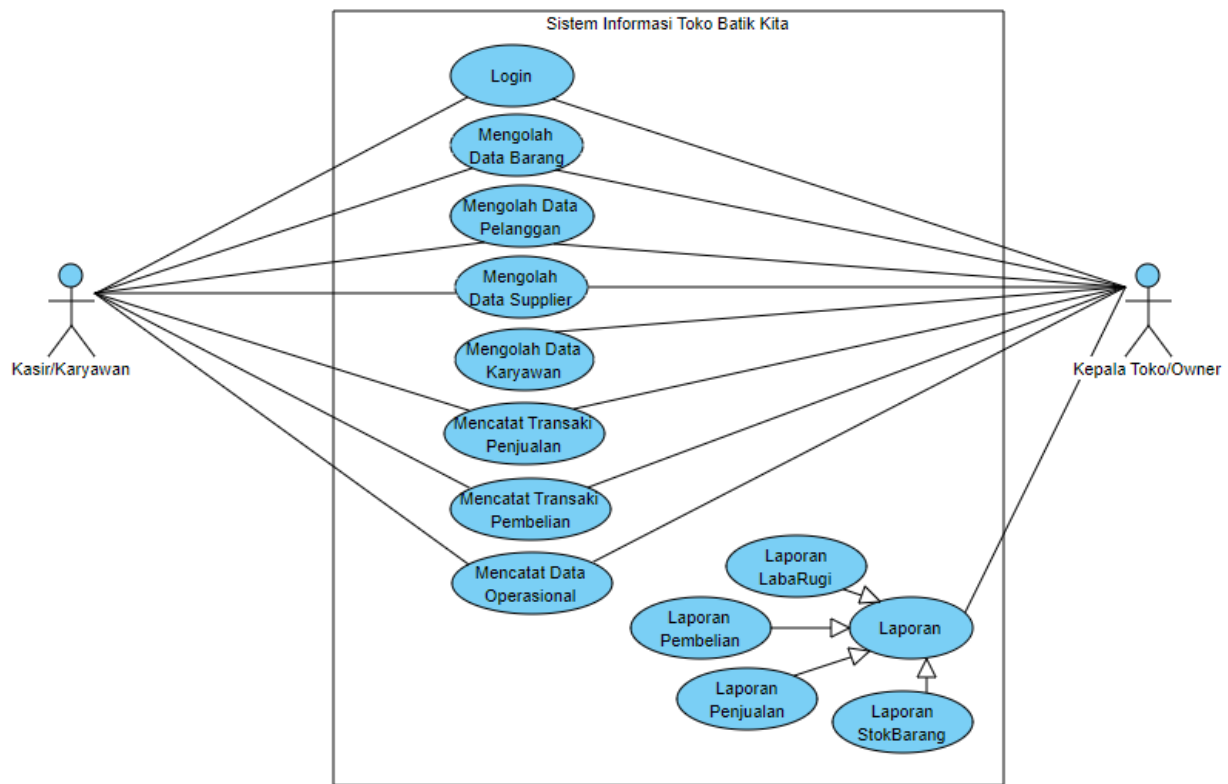 Sistem Informasi Toko Batik Kita
Login
Mengolah
Data Barang
Mengolah Data
Pelanggan
Mengolah
Data Supplier
Kasir/Karyawan
Kepala Toko/Owner
Mengolah Data
Karyawan
Mencatat Transaki
Penjualan
Mencatat Transaki
Pembelian
Mencatat Data
Operasional
Laporan
LabaRugi
Laporan
Pembelian
Laporan
Laporan
Penjualan
Laporan
StokBarang